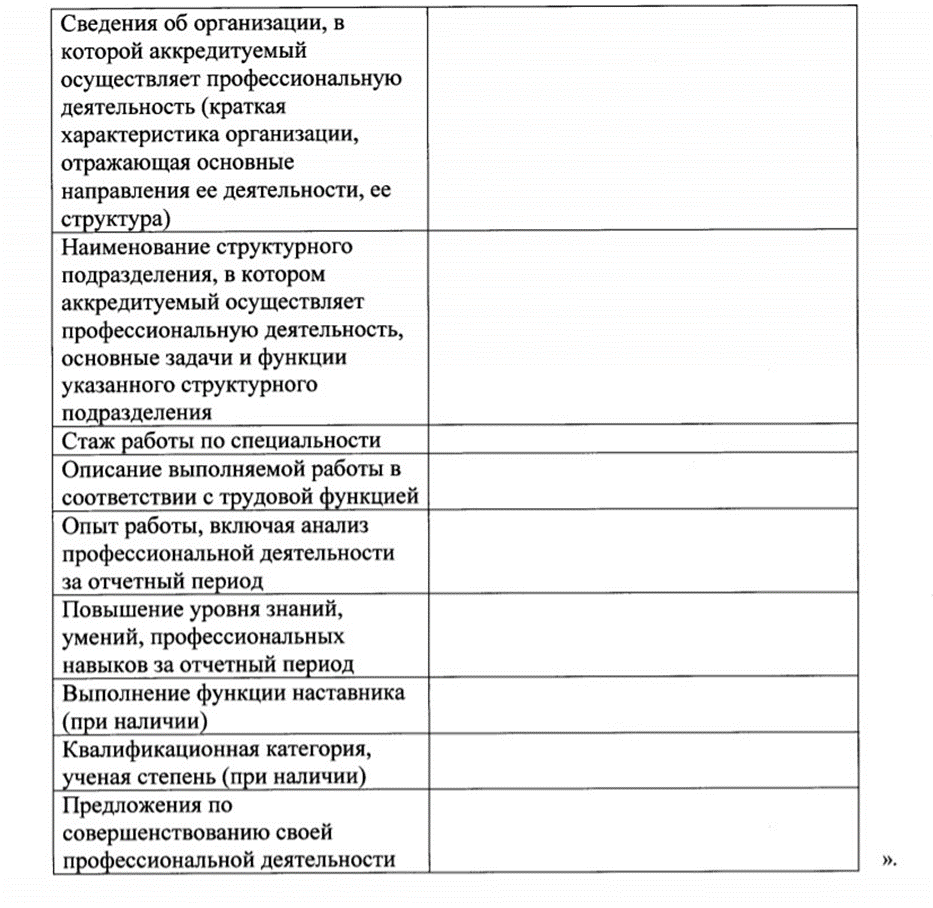 Сведения об организации, в
которой аккредитуемый
осуществляет профессиональную
деятельность (краткая
характеристика организации,
отражающая основные
направления ее деятельности, ее
структура)
Наименование структурного
подразделения, в котором
аккредитуемый осуществляет
профессиональную деятельность,
основные задачи и функции
указанного структурного
подразделения
Стаж работы по специальности
Описание выполняемой работы в
соответствии с трудовой функцией
Опыт работы, включая анализ
профессиональной деятельности
за отчетный период
Повышение уровня знаний,
умений, профессиональных
навыков за отчетный период
Выполнение функции наставника
(при наличии)
Квалификационная категория,
ученая степень (при наличии)
Предложения по
совершенствованию своей
профессиональной деятельности
».